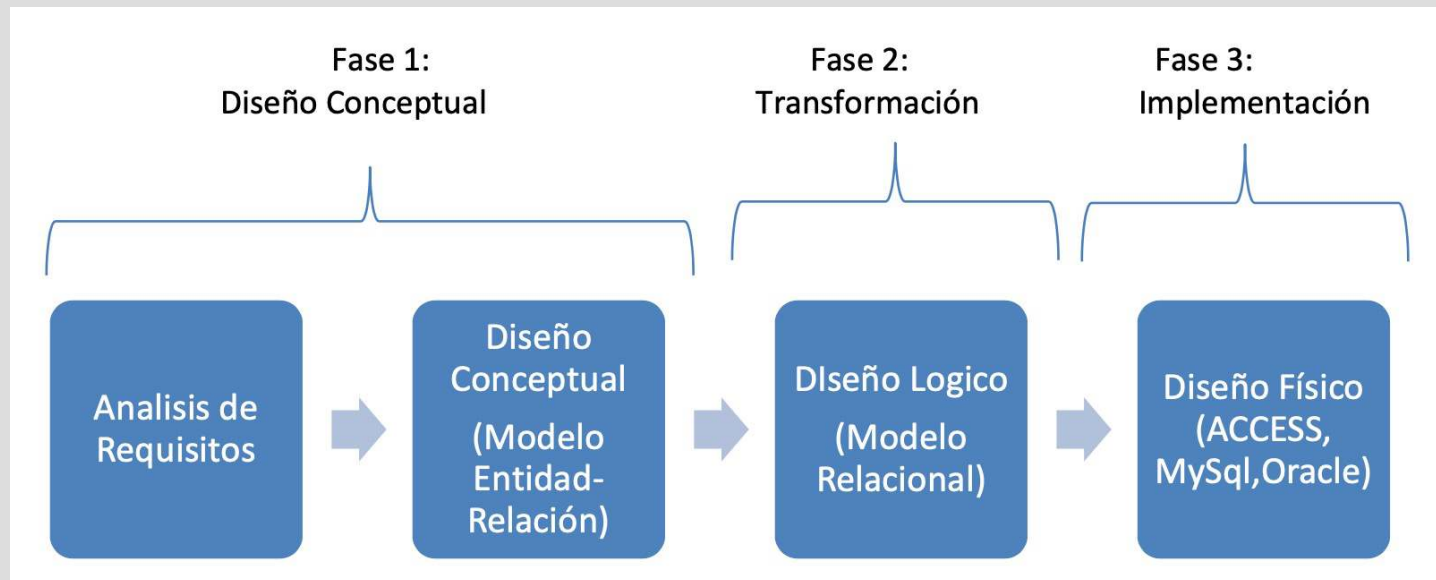 Fase 1:
Diseño Conceptual
Fase 2:
Transformación
Fase 3:
Implementación
Analisis de
Requisitos
Diseño
Conceptual
(Modelo
Entidad-
Relación)
DIseño Logico
(Modelo
Relacional)
Diseño Físico
(ACCESS,
MySql,Oracle)